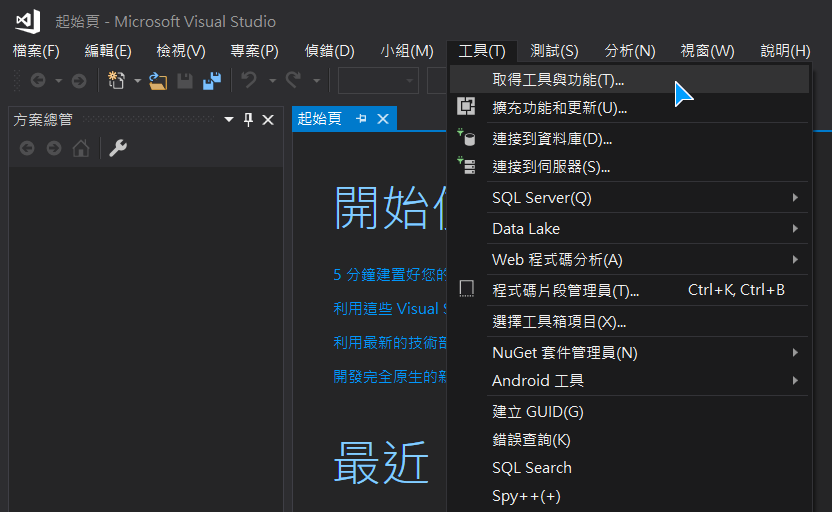 起始頁 - Microsoft Visual Studio
檔案(F) 編輯(E) 檢視(V) 專案(P) 偵錯(D) 小組(M) 工具(T) 測試(S) 分析(N) 視窗(W) 說明(H)
方案總管
起始頁
開始
5 分鐘建置好您的
利用這些 Visual
利用最新的技術
開發完全原生的
最近
取得工具與功能(T)...
擴充功能和更新(U)...
連接到資料庫(D)...
連接到伺服器(S)...
SQL Server(Q)
Data Lake
Web 程式碼分析(A)
程式碼片段管理員(T)... Ctrl+K, Ctrl+B
選擇工具箱項目(X)...
NuGet 套件管理員(N)
Android 工具
建立 GUID(G)
錯誤查詢(K)
SQL Search
Spy++(+)